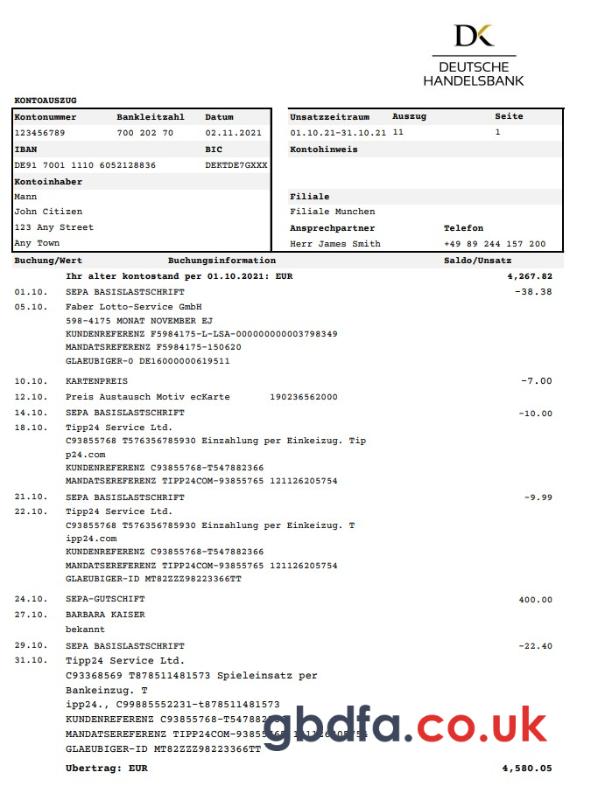 DK
DEUTSCHE
HANDELSBANK
KONTOAUSZUG
Kontonummer Bankleitzahl Datum
123456789 700 202 70 02.11.2021
IBAN BIC
DE91 7001 1110 6052128836 DEKTDE7GXXX
Kontoinhaber
Mann
John Citizen
123 Any Street
Any Town
Unsatzzeitraum Auszug Seite
01.10.21-31.10.21 11 1
Kontohinweis
Filiale
Filiale Munchen
Ansprechpartner Telefon
Herr James Smith +49 89 244 157 200
Buchung/Wert Buchungsinformation Saldo/Unsatz
Ihr alter kontostand per 01.10.2021: EUR 4,267.82
01.10. SEPA BASISLASTSCHRIFT -38.38
05.10. Faber Lotto-Service GmbH
598-4175 MONAT NOVEMBER EJ
KUNDENREFERENZ F5984175-L-LSA-000000000003798349
MANDATSREFERENZ F5984175-150620
GLAEUBIGER-0 DE16000000619511
10.10. KARTENPREIS -7.00
12.10. Preis Austausch Motiv ecKarte 190236562000
14.10. SEPA BASISLASTSCHRIFT -10.00
18.10. Tipp24 Service Ltd.
C93855768 T576356785930 Einzahlung per Einkeizug. Tip
p24.com
KUNDENREFERENZ C93855768-T547882366
MANDATSEREFERENZ TIPP24COM-93855765 121126205754
21.10. SEPA BASISLASTSCHRIFT -9.99
22.10. Tipp24 Service Ltd.
C93855768 T576356785930 Einzahlung per Einkeizug. T
ipp24.com
KUNDENREFERENZ C93855768-T547882366
MANDATSEREFERENZ TIPP24COM-93855765 121126205754
GLAEUBIGER-ID MT82ZZZ98223366TT
24.10. SEPA-GUTSCHIFT 400.00
27.10. BARBARA KAISER
bekannt
29.10. SEPA BASISLASTSCHRIFT -22.40
31.10. Tipp24 Service Ltd.
C93368569 T878511481573 Spieleinsatz per
Bankeinzug. T
ipp24., C99885552231-t878511481573
KUNDENREFERENZ C93855768-T547882366
MANDATSEREFERENZ TIPP24COM-93855765 121126205754
GLAEUBIGER-ID MT82ZZZ98223366TT
gbdfa.co.uk
Ubertrag: EUR 4,580.05